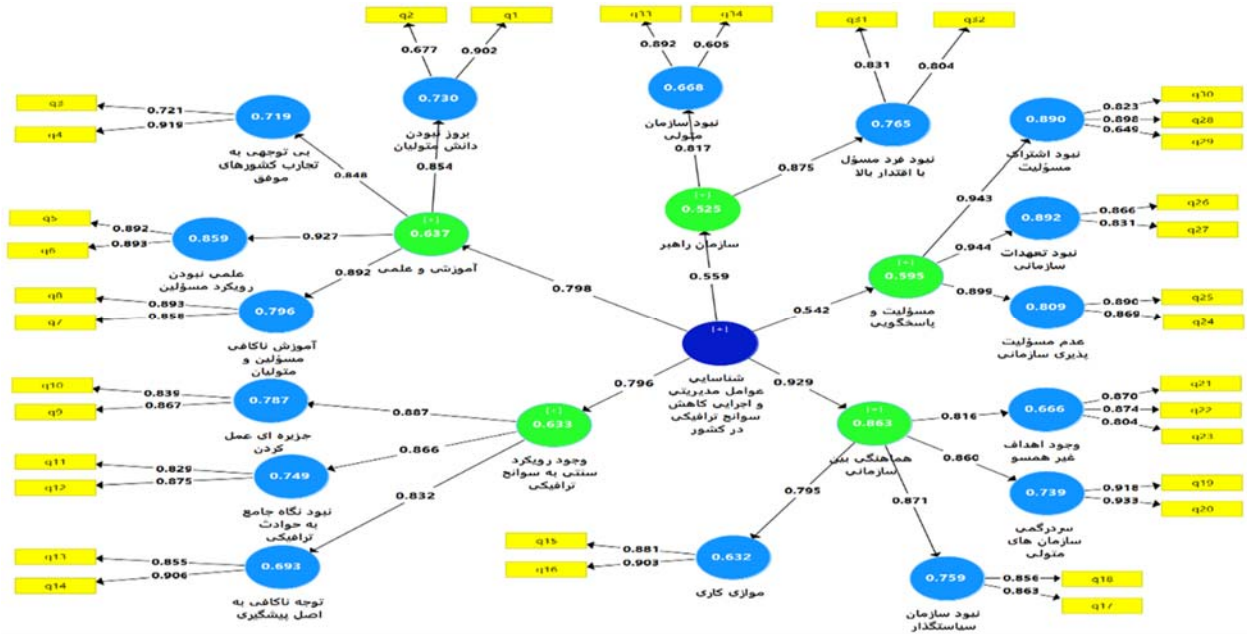 q2
q1
q33
q34
q31
q32
0.677
0.902
0.892
0.605
0.831
0.804
0.730
بروز نبودن
دانش متولیان
0.668
نبود سازمان
متولی
0.765
نبود فرد مسؤل
با اقتدار بالا
q3
q4
0.721
0.919
0.719
بی توجهی به
تجارب کشورهای
موفق
0.848
0.854
0.817
0.875
q30
q28
q29
0.823
0.898
0.649
0.890
نبود اشتراک
مسؤلیت
0.943
q5
q6
0.892
0.893
0.859
علمی نبودن
رویکرد مسؤلین
0.927
[+]
0.637
آموزشی و علمی
[+]
0.525
سازمان راهبر
q26
q27
0.866
0.831
0.892
نبود تعهدات
سازمانی
0.944
q8
q7
0.893
0.858
0.796
آموزش ناکافی
مسؤلین و
متولیان
0.892
0.798
0.559
0.542
[+]
0.595
مسؤلیت و
پاسخگویی
0.899
0.809
عدم مسؤلیت
پذیری سازمانی
0.890
0.869
q25
q24
[+]
شناسایی
عوامل مدیریتی
و اجرایی کاهش
سوانح ترافیکی
در کشور
0.796
0.929
q10
q9
0.839
0.867
0.787
جزیره ای عمل
کردن
0.887
[+]
0.633
وجود رویکرد
سنتی به سوانح
ترافیکی
[+]
0.863
هماهنگی بین
سازمانی
0.816
0.666
وجود اهداف
غیر همسو
0.870
0.874
0.804
q21
q22
q23
q11
q12
0.829
0.875
0.749
نبود نگاه جامع
به حوادث
ترافیکی
0.866
0.860
0.739
سردرگمی
سازمان های
متولی
0.918
0.933
q19
q20
q13
q14
0.855
0.906
0.693
توجه ناکافی به
اصل پیشگیری
0.832
q15
q16
0.881
0.903
0.632
موازی کاری
0.795
0.871
0.759
نبود سازمان
سیاستگذار
0.856
0.863
q18
q17